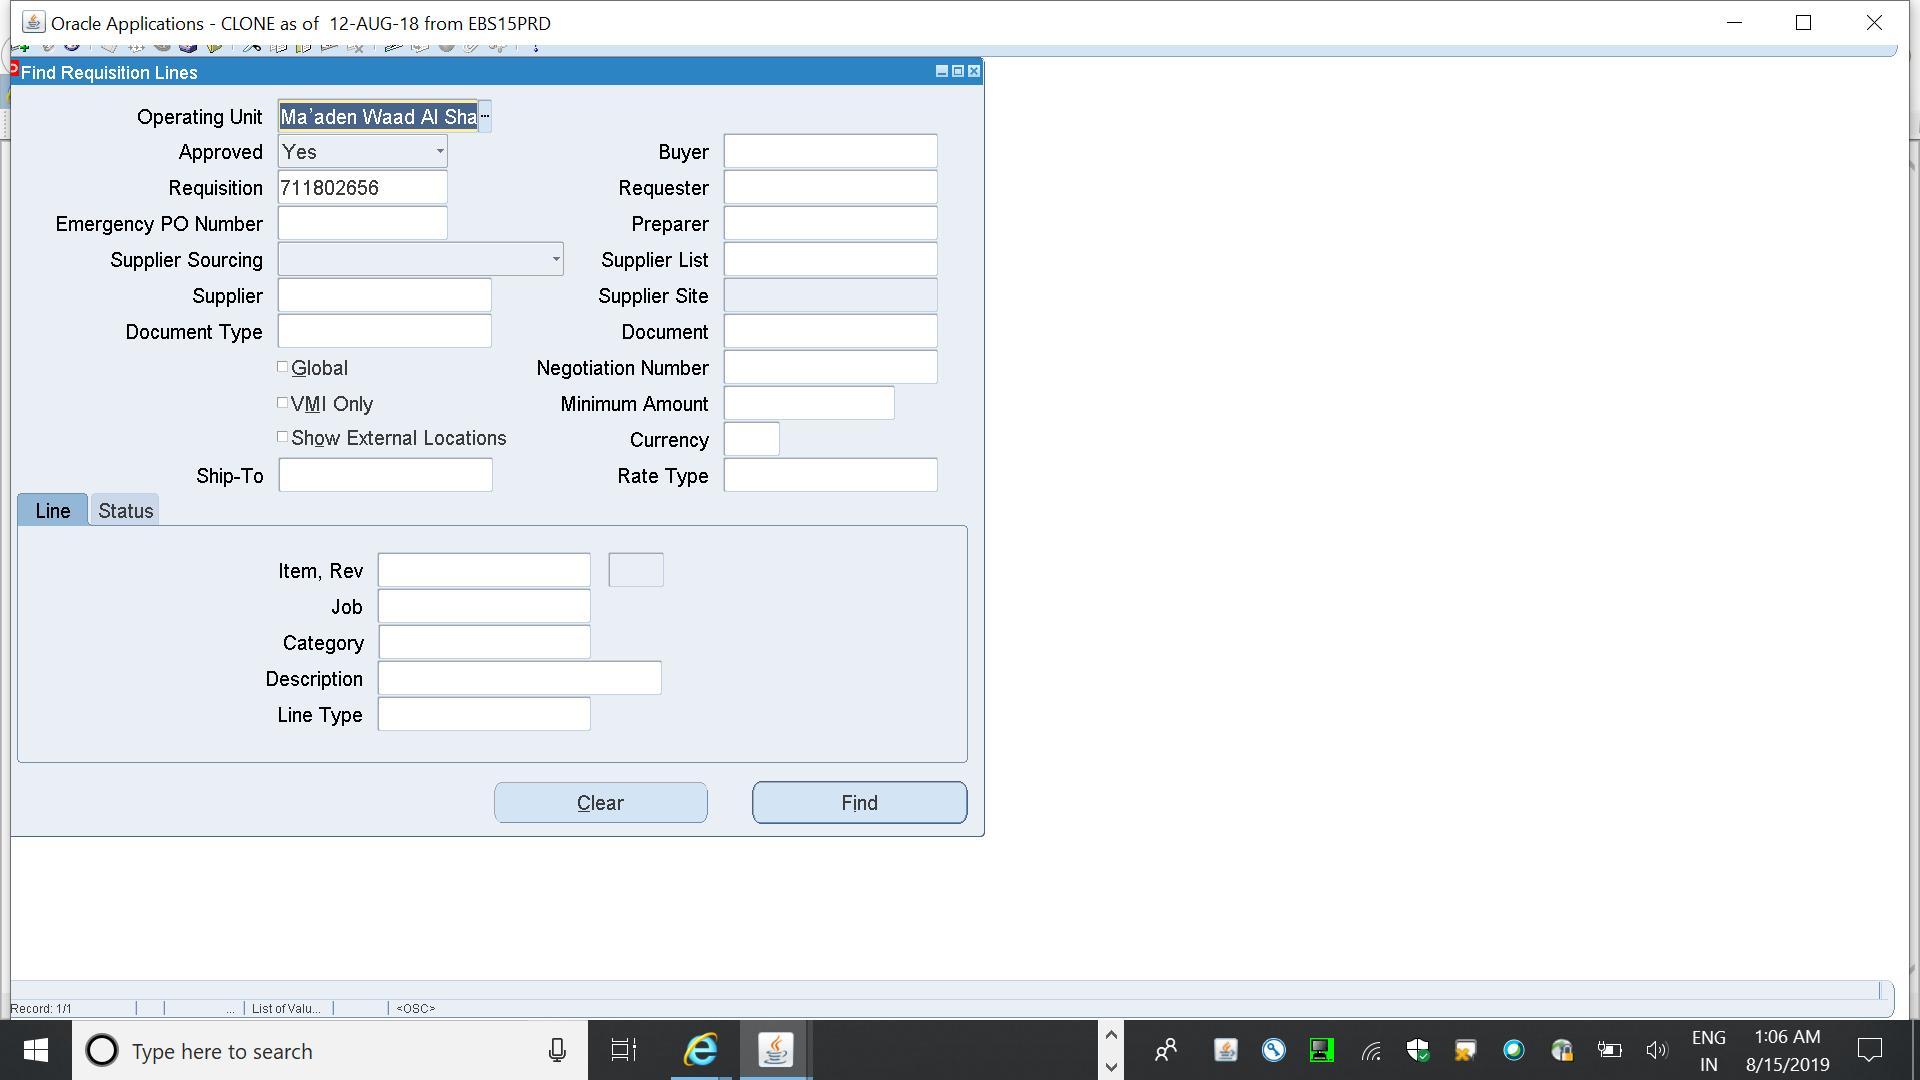 Oracle Applications - CLONE as of 12-AUG-18 from EBS15PRD
Find Requisition Lines
Operating Unit Ma'aden Waad Al Sha ...
Approved Yes
Buyer
Requisition 711802656
Requester
Emergency PO Number
Preparer
Supplier Sourcing
Supplier List
Supplier
Supplier Site
Document Type
Document
Global
Negotiation Number
VMI Only
Minimum Amount
Show External Locations
Currency
Ship-To
Rate Type
Line Status
Item, Rev
Job
Category
Description
Line Type
Clear Find
Record: 1/1 ... List of Valu... <OSC>
Type here to search
ENG 1:06 AM
IN 8/15/2019